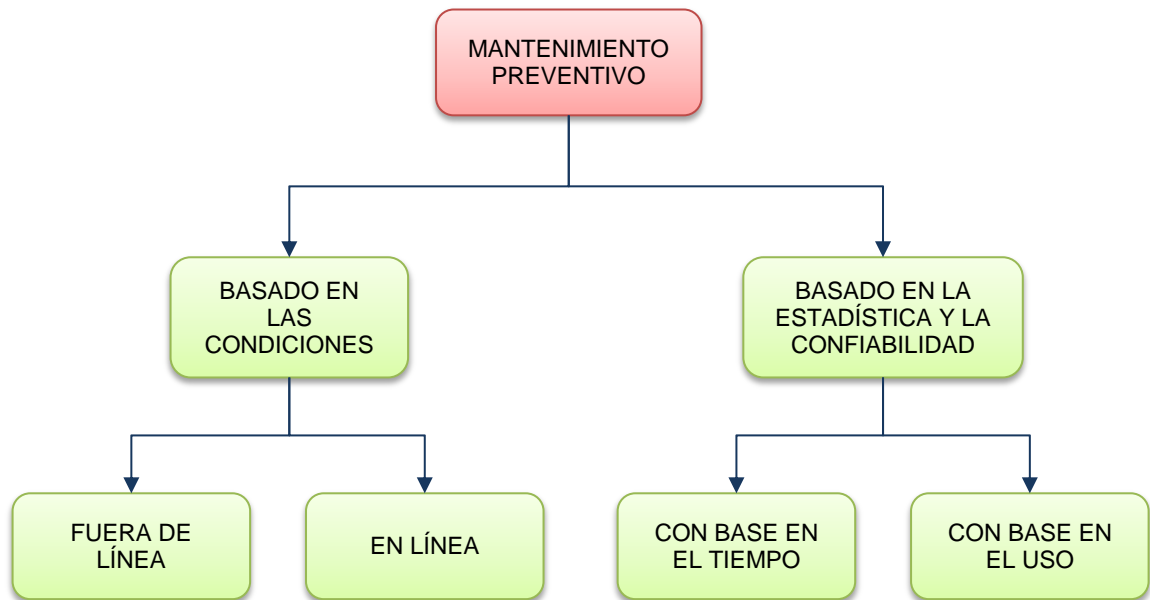 MANTENIMIENTO
PREVENTIVO
BASADO EN
LAS
CONDICIONES
BASADO EN LA
ESTADÍSTICA Y LA
CONFIABILIDAD
FUERA DE
LÍNEA
EN LÍNEA
CON BASE EN
EL TIEMPO
CON BASE EN
EL USO